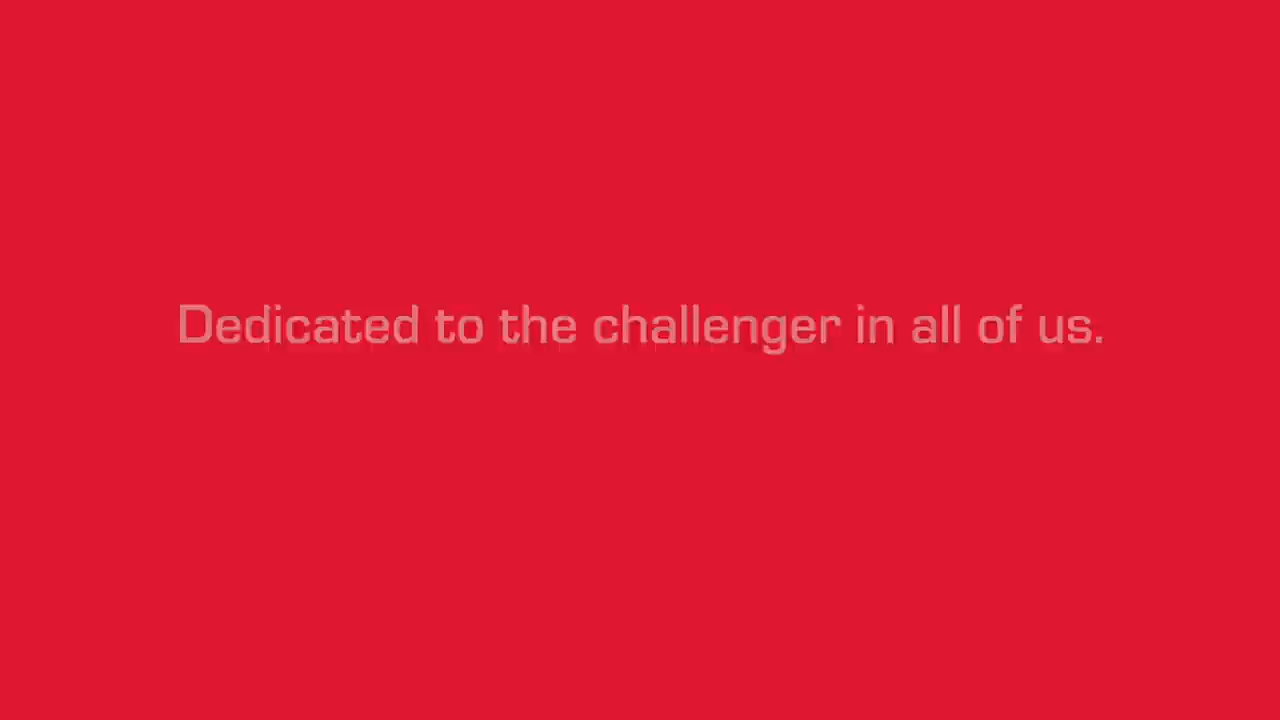 Dedicated to the challenger in all of us.